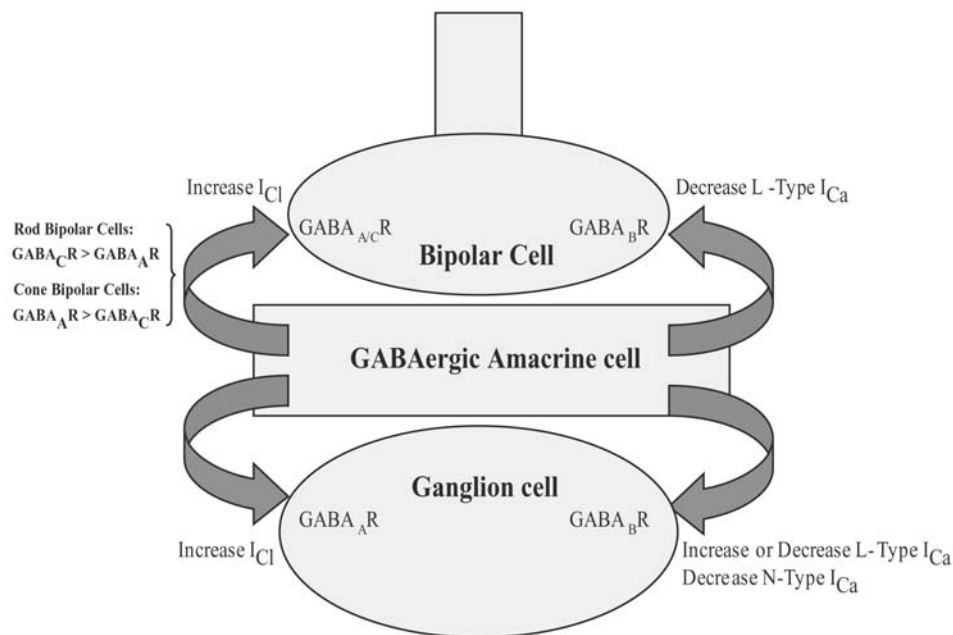 Increase I_Cl
Decrease L -Type I_Ca
GABA_A/C R
GABA_B R
Bipolar Cell
Rod Bipolar Cells:
GABA_C R > GABA_A R
Cone Bipolar Cells:
GABA_A R > GABA_C R
GABAergic Amacrine cell
Ganglion cell
GABA_A R
GABA_B R
Increase I_Cl
Increase or Decrease L-Type I_Ca
Decrease N-Type I_Ca